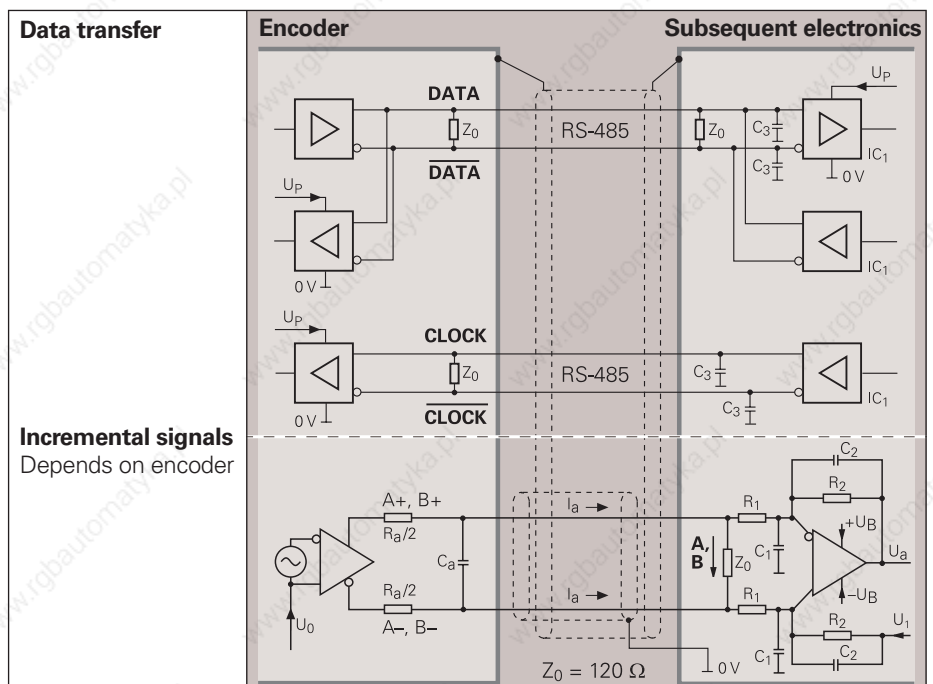 Data transfer
Encoder
Subsequent electronics
DATA
Z0
RS-485
Z0
C3
UP
DATA
C3
IC1
0 V
UP
0 V
IC1
UP
CLOCK
Z0
RS-485
C3
CLOCK
C3
IC1
0 V
Incremental signals
Depends on encoder
A+, B+
Ra/2
Ca
Ia
R1
C2
R2
+UB
Ua
A,
B
Z0
C1
Ra/2
A–, B–
Ia
R1
–UB
U0
R2
U1
C1
C2
0 V
Z0 = 120 Ω
www.rgbautomatyka.pl